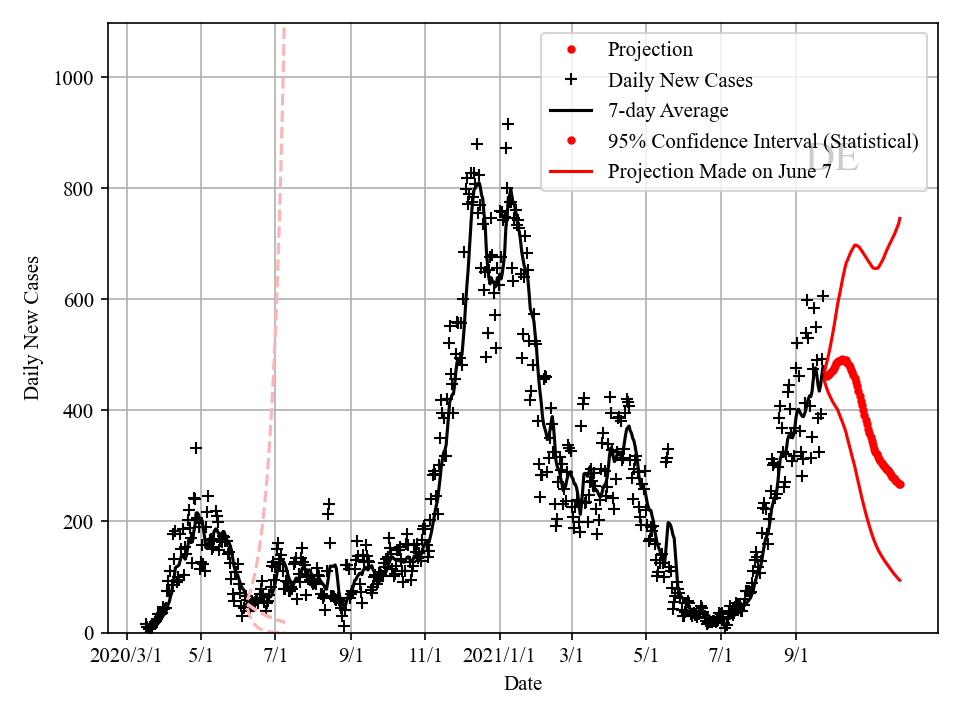 1000
800
600
400
200
0
Daily New Cases
Projection
Daily New Cases
7-day Average
95% Confidence Interval (Statistical)
Projection Made on June 7
DE
2020/3/1 5/1 7/1 9/1 11/1 2021/1/1 3/1 5/1 7/1 9/1
Date